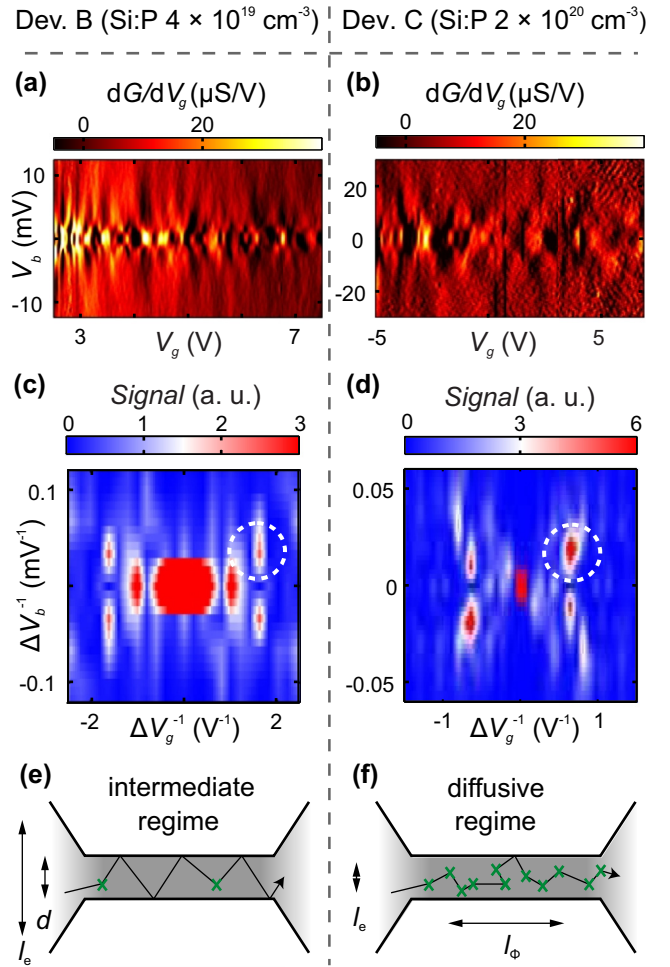 Dev. B (Si:P 4 × 10¹⁹ cm⁻³)
Dev. C (Si:P 2 × 10²⁰ cm⁻³)
(a)
dG/dVg (µS/V)
0 20
10
0
-10
Vb (mV)
3 7
Vg (V)
(b)
dG/dVg (µS/V)
0 20
20
0
-20
-5 5
Vg (V)
(c)
Signal (a. u.)
0 1 2 3
0.1
0
-0.1
ΔVb⁻¹ (mV⁻¹)
-2 2
ΔVg⁻¹ (V⁻¹)
(d)
Signal (a. u.)
0 3 6
0.05
0
-0.05
-1 1
ΔVg⁻¹ (V⁻¹)
(e)
intermediate
regime
d
le
(f)
diffusive
regime
le
lΦ